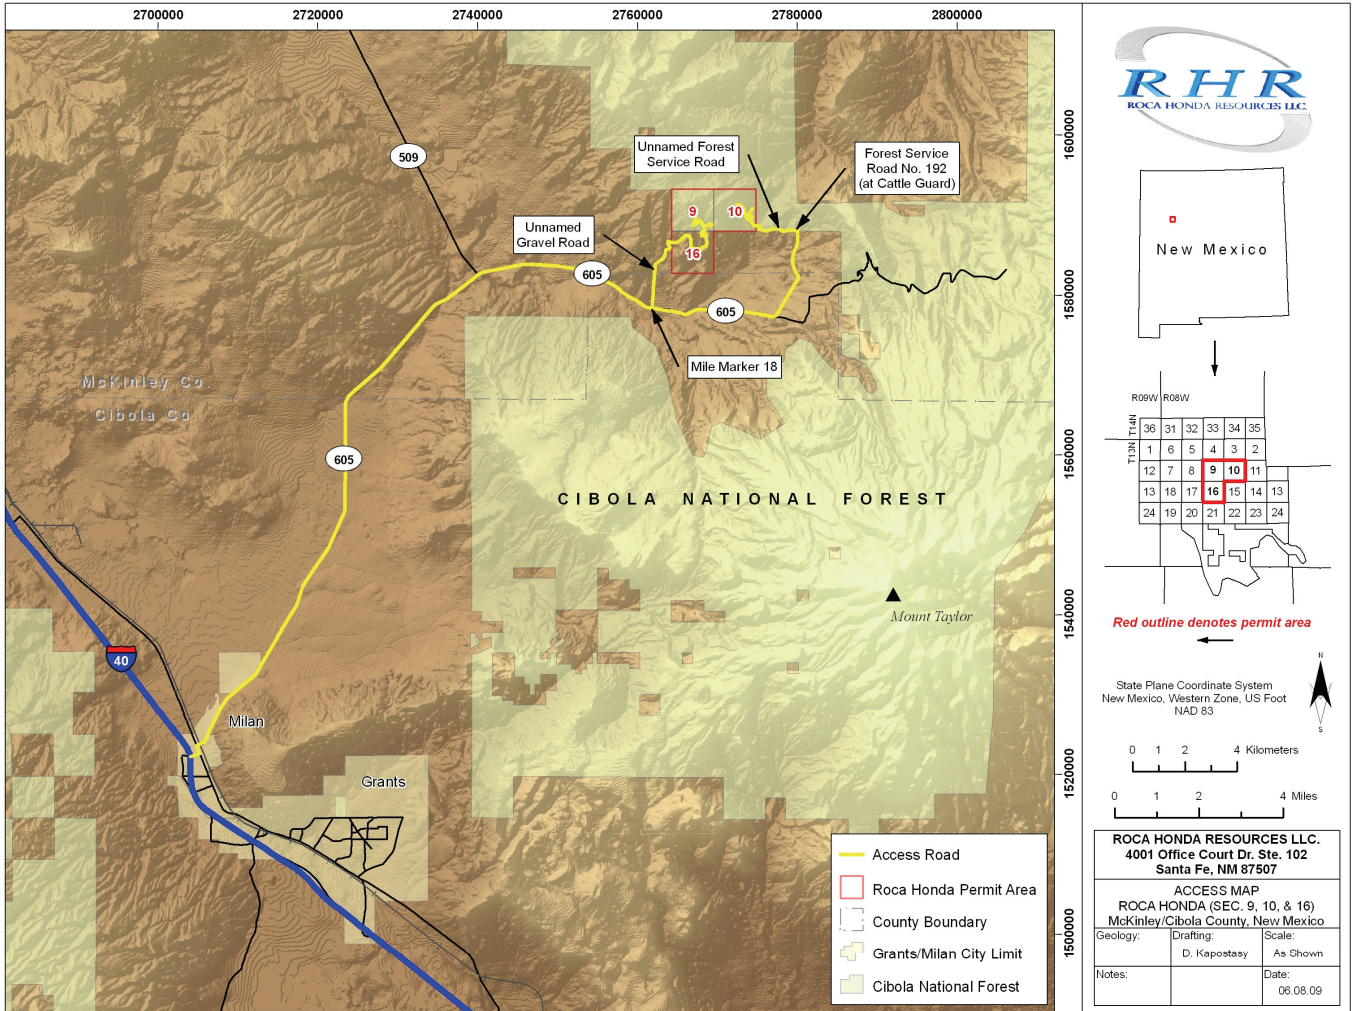 2700000 2720000 2740000 2760000 2780000 2800000
1600000
1580000
1560000
1540000
1520000
1500000
509
Unnamed Forest
Service Road
Forest Service
Road No. 192
(at Cattle Guard)
9
10
16
Unnamed
Gravel Road
605
605
Mile Marker 18
McKinley Co.
Cibola Co.
605
CIBOLA NATIONAL FOREST
Mount Taylor
40
Milan
Grants
Access Road
Roca Honda Permit Area
County Boundary
Grants/Milan City Limit
Cibola National Forest
RHR
ROCA HONDA RESOURCES LLC.
New Mexico
R09W R08W
T14N
T13N
36 31 32 33 34 35
1 6 5 4 3 2
12 7 8 9 10 11
13 18 17 16 15 14 13
24 19 20 21 22 23 24
Red outline denotes permit area
N
S
State Plane Coordinate System
New Mexico, Western Zone, US Foot
NAD 83
0 1 2 4 Kilometers
0 1 2 4 Miles
ROCA HONDA RESOURCES LLC.
4001 Office Court Dr. Ste. 102
Santa Fe, NM 87507
ACCESS MAP
ROCA HONDA (SEC. 9, 10, & 16)
McKinley/Cibola County, New Mexico
Geology: Drafting: Scale:
D. Kapostasy As Shown
Notes: Date:
06.08.09